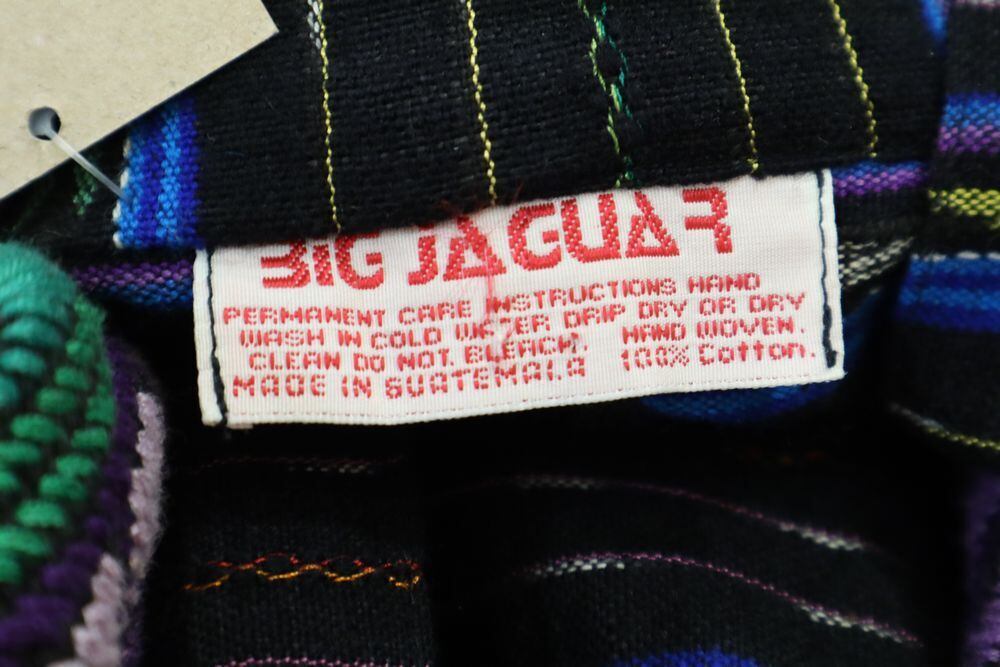 BIG JAGUAR
PERMANENT CARE INSTRUCTIONS HAND
WASH IN COLD WATER DRIP DRY OR DRY
CLEAN DO NOT BLEACH. HAND WOVEN.
MADE IN GUATEMALA 100% Cotton.